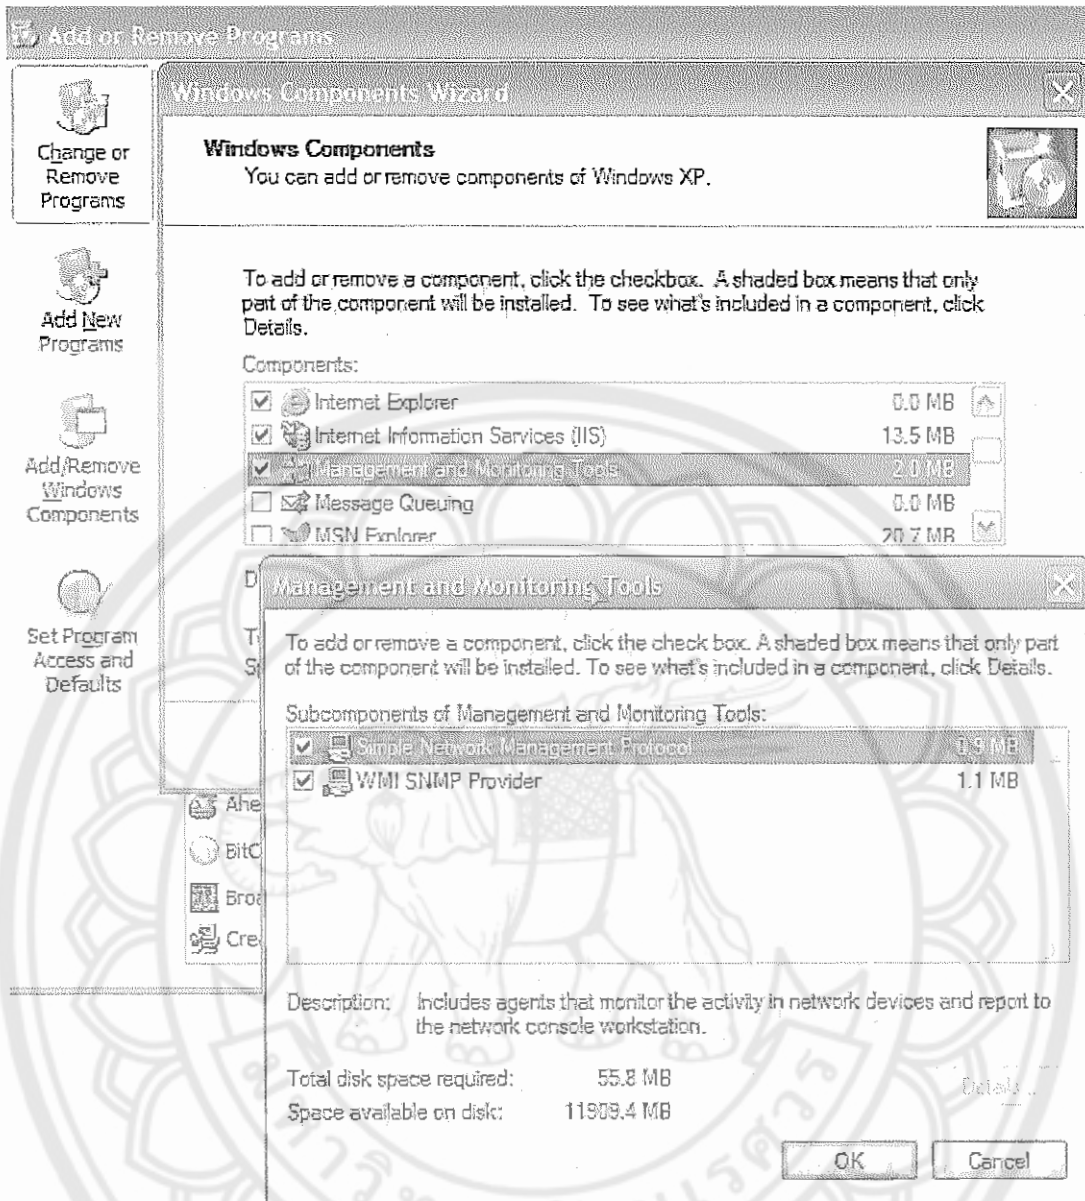 Add or Remove Programs
Change or
Remove
Programs
Add New
Programs
Add/Remove
Windows
Components
Set Program
Access and
Defaults
Windows Components Wizard
Windows Components
You can add or remove components of Windows XP.
To add or remove a component, click the checkbox. A shaded box means that only
part of the component will be installed. To see what's included in a component, click
Details.
Components:
Internet Explorer 0.0 MB
Internet Information Services (IIS) 13.5 MB
Management and Monitoring Tools 2.0 MB
Message Queuing 0.0 MB
MSN Explorer 20.7 MB
D
T
S
Ahe
BitC
Broa
Cre
Management and Monitoring Tools
To add or remove a component, click the check box. A shaded box means that only part
of the component will be installed. To see what's included in a component, click Details.
Subcomponents of Management and Monitoring Tools:
Simple Network Management Protocol 0.9 MB
WMI SNMP Provider 1.1 MB
Description: Includes agents that monitor the activity in network devices and report to
the network console workstation.
Total disk space required: 55.8 MB
Space available on disk: MB
Details...
OK Cancel